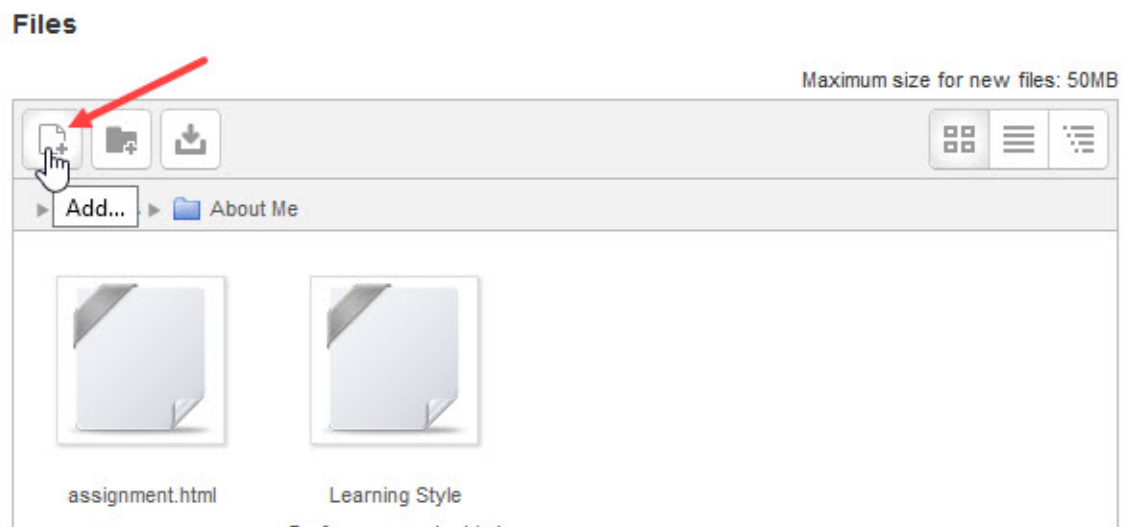 Files
Maximum size for new files: 50MB
Add...
About Me
assignment.html
Learning Style